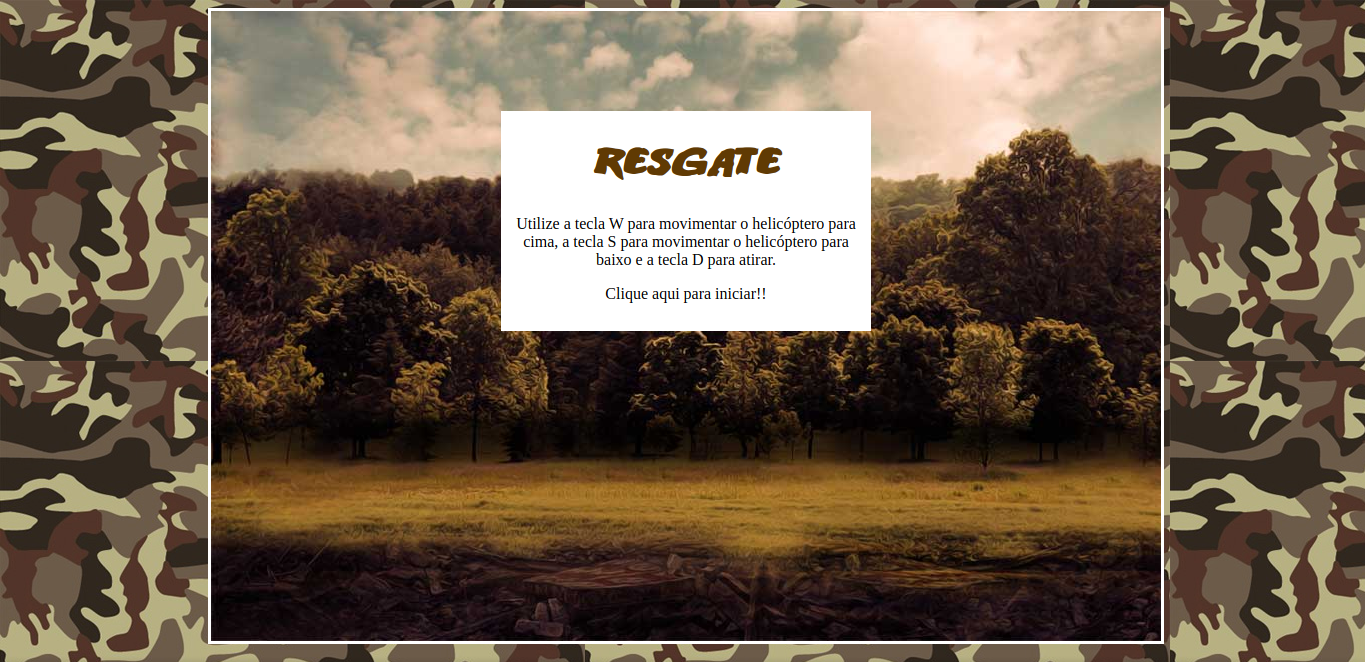 RESGATE
Utilize a tecla W para movimentar o helicóptero para
cima, a tecla S para movimentar o helicóptero para
baixo e a tecla D para atirar.
Clique aqui para iniciar!!